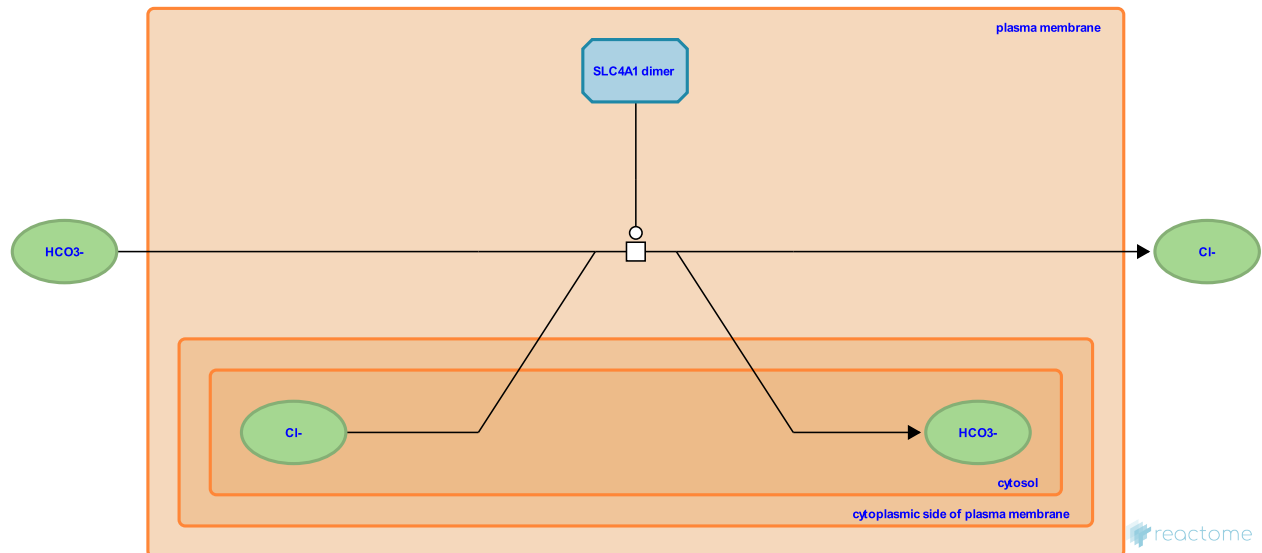 plasma membrane
SLC4A1 dimer
HCO3-
Cl-
Cl-
HCO3-
cytosol
cytoplasmic side of plasma membrane
reactome